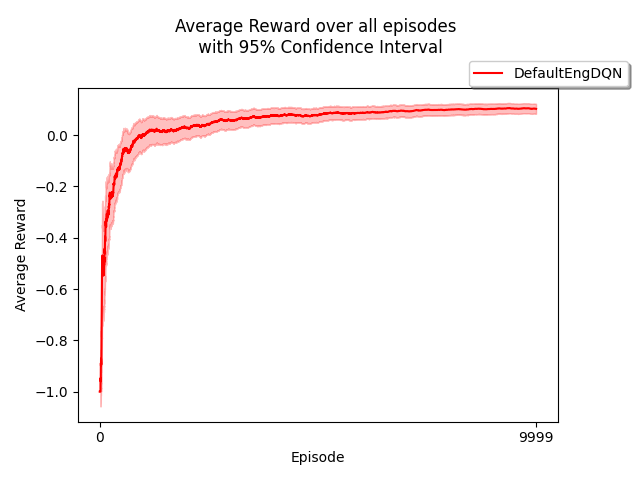 Average Reward over all episodes
with 95% Confidence Interval
DefaultEngDQN
0.0
−0.2
−0.4
−0.6
−0.8
−1.0
Average Reward
0
9999
Episode